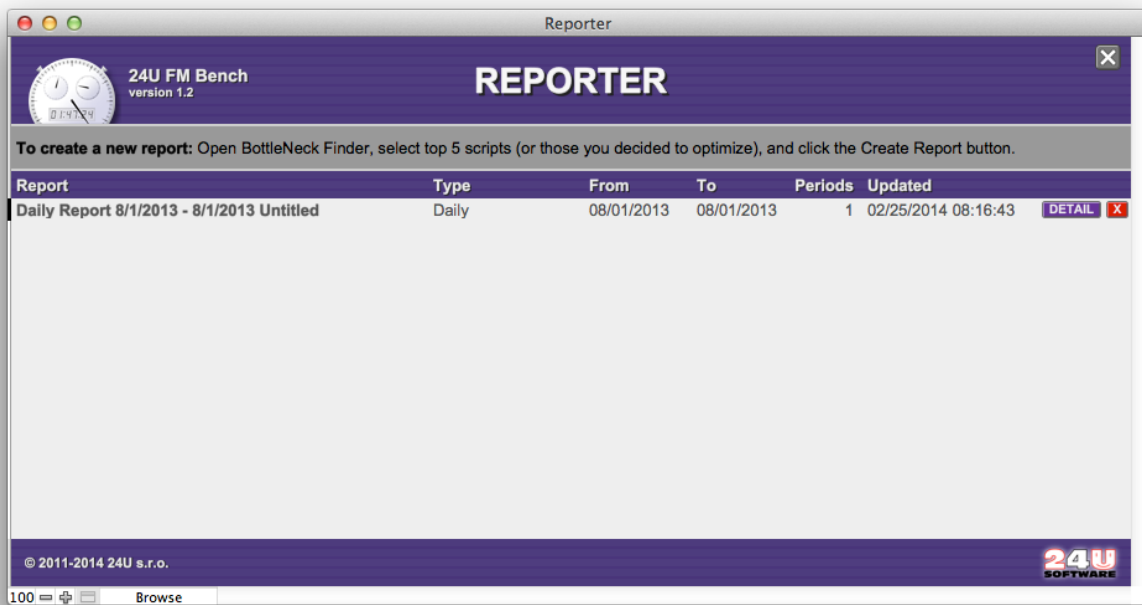 Reporter
24U FM Bench
version 1.2
REPORTER
01:47.24
To create a new report: Open BottleNeck Finder, select top 5 scripts (or those you decided to optimize), and click the Create Report button.
Report Type From To Periods Updated
Daily Report 8/1/2013 - 8/1/2013 Untitled Daily 08/01/2013 08/01/2013 1 02/25/2014 08:16:43 DETAIL X
© 2011-2014 24U s.r.o.
24U
SOFTWARE
100 Browse